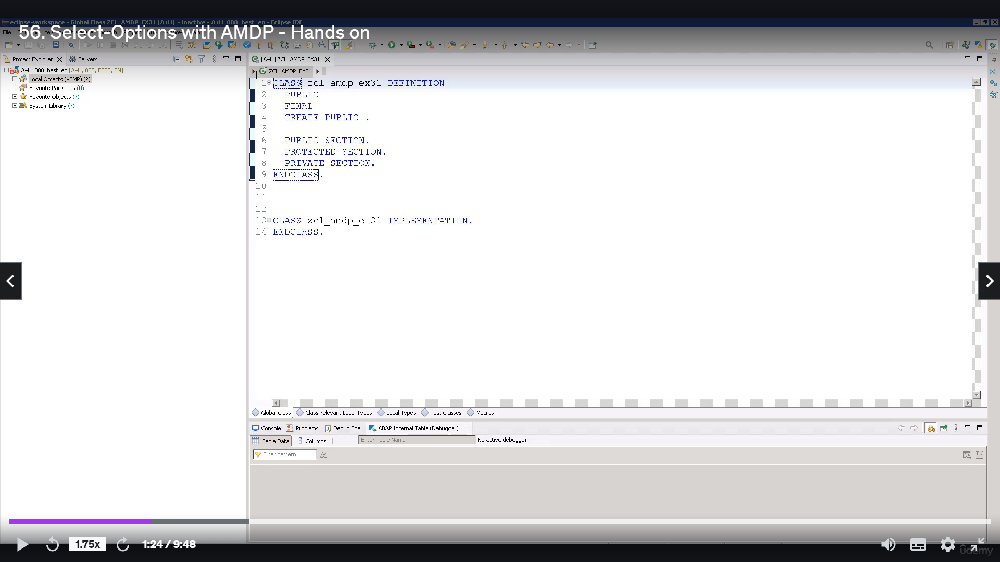 eclipse-workspace - Global Class ZCL_AMDP_EX31 [A4H] - inactive - A4H_800_best_en - Eclipse IDE
56. Select-Options with AMDP - Hands on
File
Project Explorer
Servers
[A4H] ZCL_AMDP_EX31
A4H_800_best_en [A4H, 800, BEST, EN]
Local Objects ($TMP) (?)
Favorite Packages (0)
Favorite Objects (?)
System Library (?)
ZCL_AMDP_EX31
1 CLASS zcl_amdp_ex31 DEFINITION
2 PUBLIC
3 FINAL
4 CREATE PUBLIC .
5
6 PUBLIC SECTION.
7 PROTECTED SECTION.
8 PRIVATE SECTION.
9 ENDCLASS.
10
11
12
13 CLASS zcl_amdp_ex31 IMPLEMENTATION.
14 ENDCLASS.
(x)=
Global Class
Class-relevant Local Types
Local Types
Test Classes
Macros
Console
Problems
Debug Shell
ABAP Internal Table (Debugger)
Table Data
Columns
Enter Table Name
No active debugger
Filter pattern
1.75x
1:24 / 9:48
ûdemy